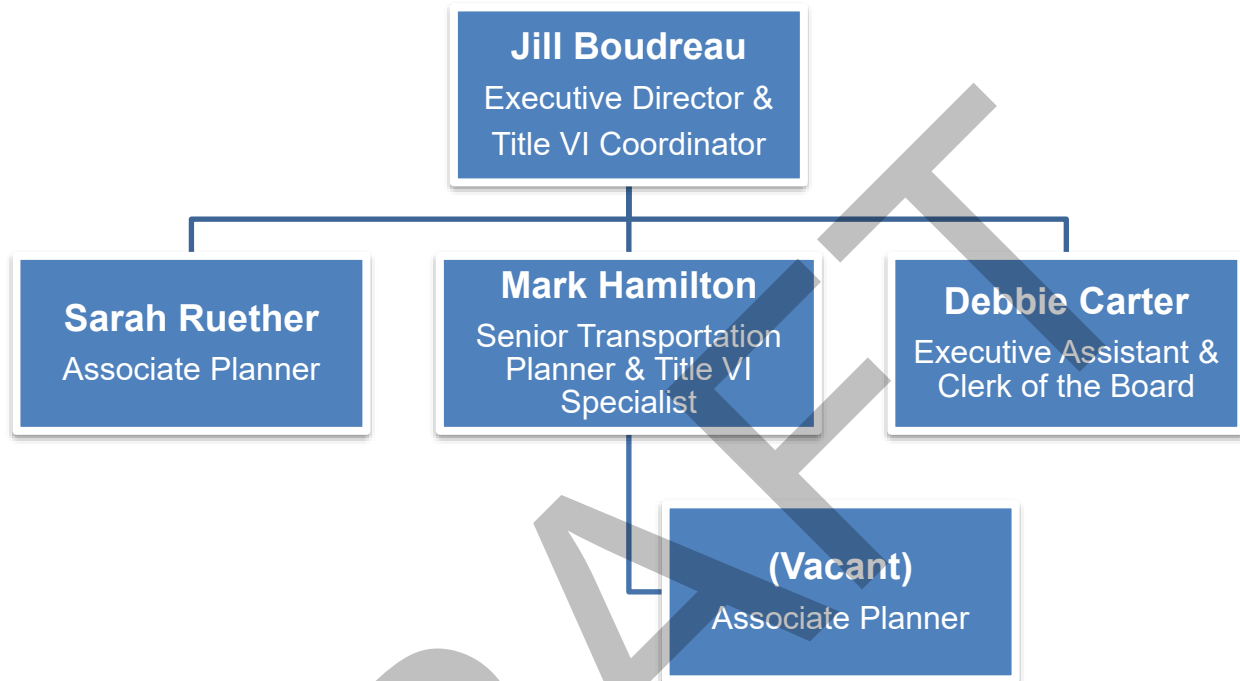 Jill Boudreau
Executive Director &
Title VI Coordinator
Sarah Ruether
Associate Planner
Mark Hamilton
Senior Transportation
Planner & Title VI
Specialist
Debbie Carter
Executive Assistant &
Clerk of the Board
(Vacant)
Associate Planner
RAFT